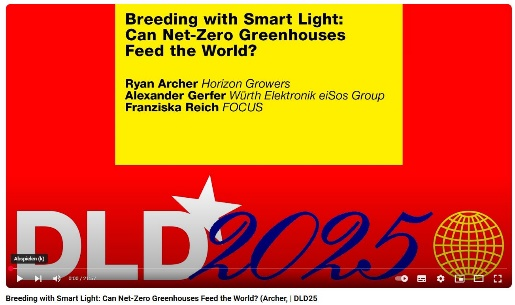 Breeding with Smart Light:
Can Net-Zero Greenhouses
Feed the World?
Ryan Archer Horizon Growers
Alexander Gerfer Würth Elektronik eiSos Group
Franziska Reich FOCUS
DLD 2025
Abspielen (k)
Breeding with Smart Light: Can Net-Zero Greenhouses Feed the World? (Archer, | DLD25